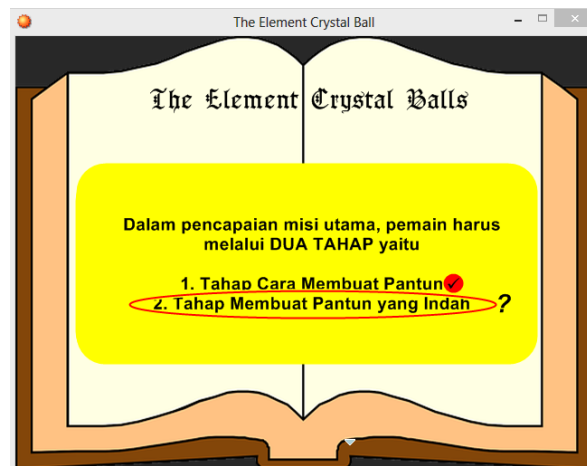 The Element Crystal Ball
The Element Crystal Balls
Dalam pencapaian misi utama, pemain harus
melalui DUA TAHAP yaitu
1. Tahap Cara Membuat Pantun
2. Tahap Membuat Pantun yang Indah ?